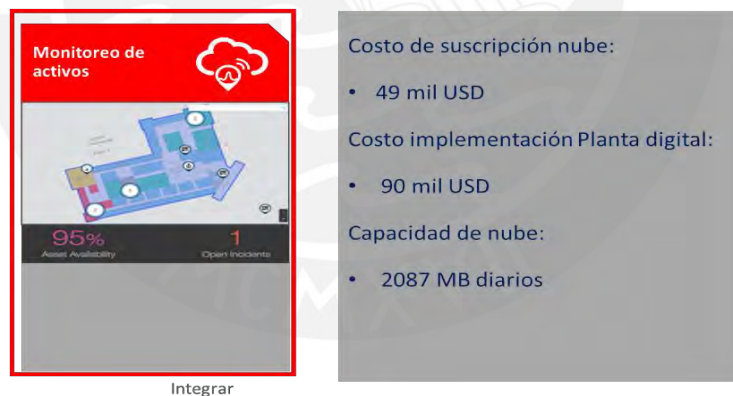 Monitoreo de
activos
95%
Asset Availability
1
Open Incidents
Integrar
Costo de suscripción nube:
• 49 mil USD
Costo implementación Planta digital:
• 90 mil USD
Capacidad de nube:
• 2087 MB diarios